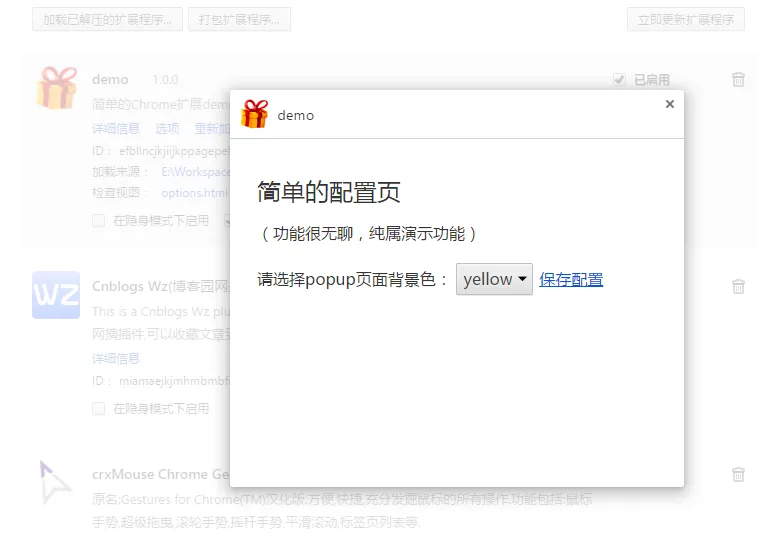 加载已解压的扩展程序... 打包扩展程序... 立即更新扩展程序
demo 1.0.0 已启用
简单的Chrome扩展demo
详细信息 选项 重新加
ID：
加载来源： E:\Workspace
检查视图： options.html
在隐身模式下启用
demo ×
简单的配置页
（功能很无聊，纯属演示功能）
请选择popup页面背景色： yellow 保存配置
WZ
Cnblogs Wz(博客园网
This is a Cnblogs Wz plu
网摘插件,可以收藏文章
详细信息
ID：
在隐身模式下启用
crxMouse Chrome Ge
原名:Gestures for Chrome(TM)汉化版.方便,快捷,充分发掘鼠标的所有操作.功能包括:鼠标
手势,超级拖曳,滚轮手势,摇杆手势,平滑滚动,标签页列表等.